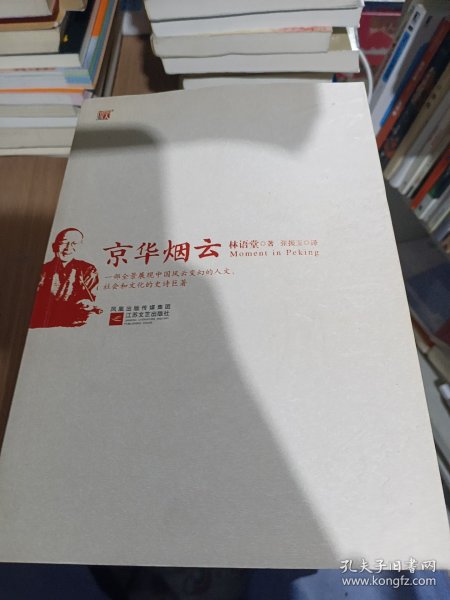 京华烟云
林语堂◎著 张振玉◎译
Moment in Peking
一部全景展现中国风云变幻的人文、
社会和文化的史诗巨著
凤凰出版传媒集团
江苏文艺出版社
孔夫子旧书网
www.kongfz.com